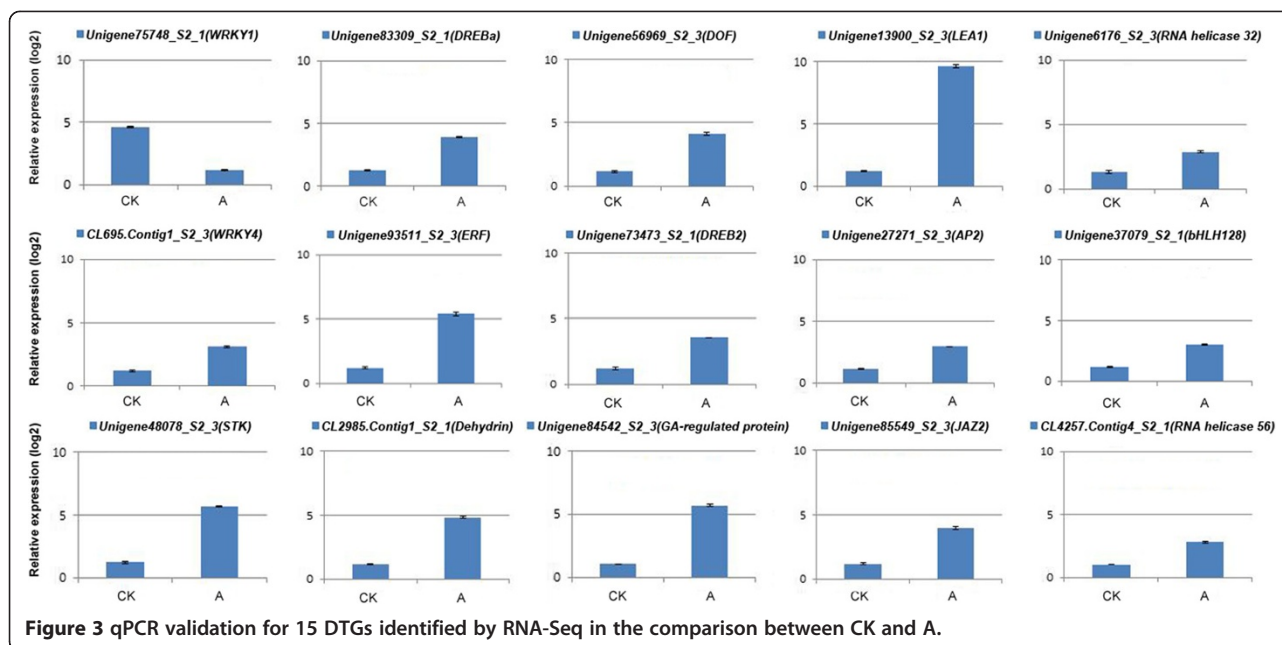 Unigene75748_S2_1(WRKY1)
Relative expression (log2)
10
5
0
CK A
Unigene83309_S2_1(DREBa)
10
5
0
CK A
Unigene56969_S2_3(DOF)
10
5
0
CK A
Unigene13900_S2_3(LEA1)
10
5
0
CK A
Unigene6176_S2_3(RNA helicase 32)
10
5
0
CK A
CL695.Contig1_S2_3(WRKY4)
Relative expression (log2)
10
5
0
CK A
Unigene93511_S2_3(ERF)
10
5
0
CK A
Unigene73473_S2_1(DREB2)
10
5
0
CK A
Unigene27271_S2_3(AP2)
10
5
0
CK A
Unigene37079_S2_1(bHLH128)
10
5
0
CK A
Unigene48078_S2_3(STK)
Relative expression (log2)
10
5
0
CK A
CL2985.Contig1_S2_1(Dehydrin)
10
5
0
CK A
Unigene84542_S2_3(GA-regulated protein)
10
5
0
CK A
Unigene85549_S2_3(JAZ2)
10
5
0
CK A
CL4257.Contig4_S2_1(RNA helicase 56)
10
5
0
CK A
Figure 3 qPCR validation for 15 DTGs identified by RNA-Seq in the comparison between CK and A.